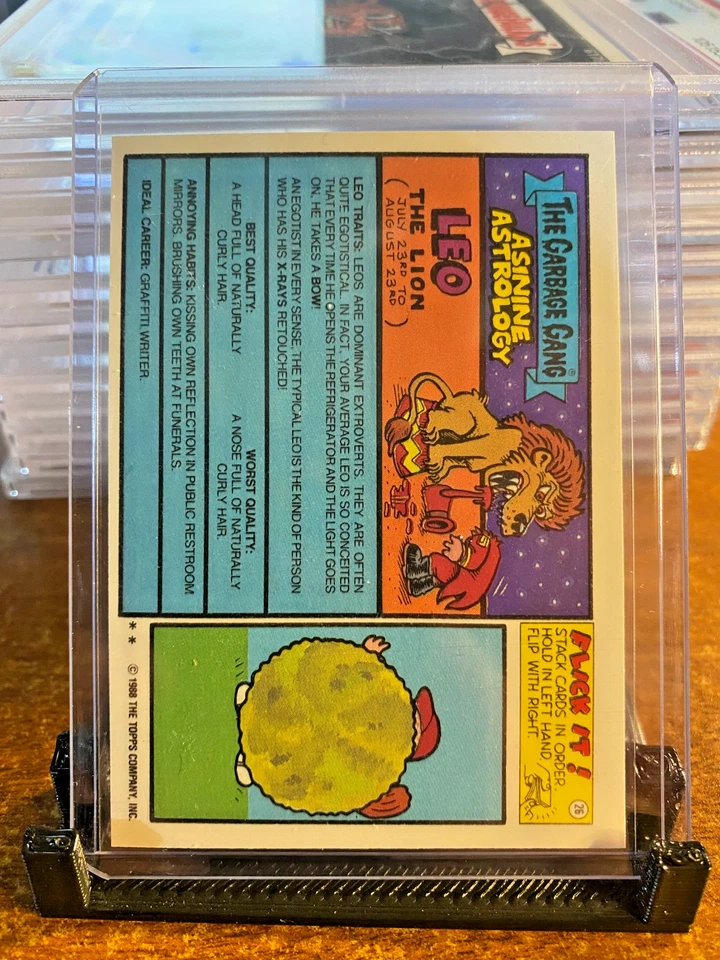 THE GARBAGE GANG®
ASININE
ASTROLOGY
LEO
THE LION
( JULY 23RD TO
AUGUST 23RD )
LEO TRAITS: LEOS ARE DOMINANT EXTROVERTS. THEY ARE OFTEN
QUITE EGOTISTICAL. IN FACT, YOUR AVERAGE LEO IS SO CONCEITED
THAT EVERY TIME HE OPENS THE REFRIGERATOR AND THE LIGHT GOES
ON, HE TAKES A BOW!
AN EGOTIST IN EVERY SENSE, THE TYPICAL LEO IS THE KIND OF PERSON
WHO HAS HIS X-RAYS RETOUCHED!
BEST QUALITY:
A HEAD FULL OF NATURALLY
CURLY HAIR.
WORST QUALITY:
A NOSE FULL OF NATURALLY
CURLY HAIR.
ANNOYING HABITS: KISSING OWN REFLECTION IN PUBLIC RESTROOM
MIRRORS. BRUSHING OWN TEETH AT FUNERALS.
IDEAL CAREER: GRAFFITI WRITER.
FLICK IT!
STACK CARDS IN ORDER
HOLD IN LEFT HAND,
FLIP WITH RIGHT.
26
** © 1988 THE TOPPS COMPANY, INC.